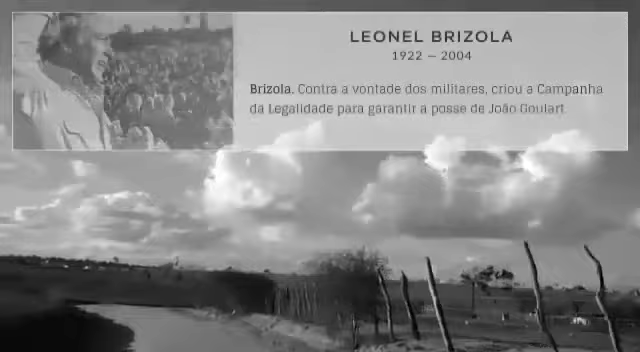 LEONEL BRIZOLA
1922 – 2004
Brizola. Contra a vontade dos militares, criou a Campanha
da Legalidade para garantir a posse de João Goulart